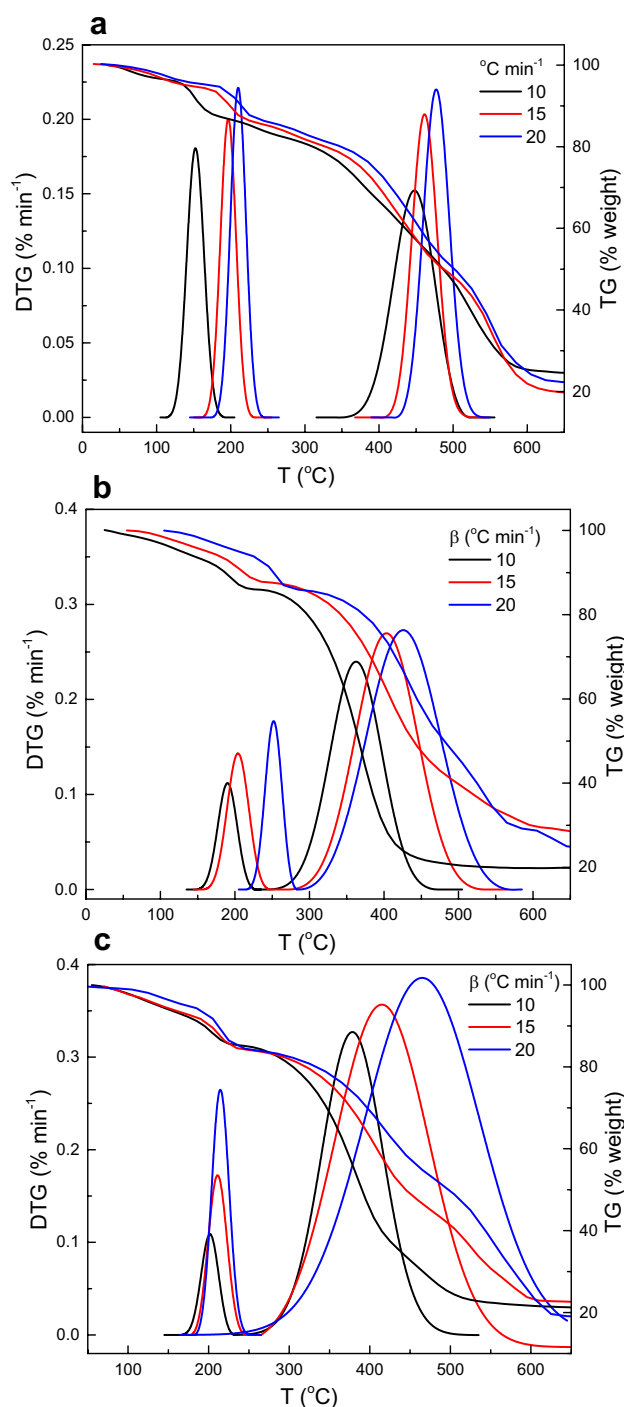 a
0.25
0.20
0.15
0.10
0.05
0.00
DTG (% min⁻¹)
100
80
60
40
20
TG (% weight)
°C min⁻¹
10
15
20
0 100 200 300 400 500 600
T (°C)
b
0.4
0.3
0.2
0.1
0.0
DTG (% min⁻¹)
100
80
60
40
20
TG (% weight)
β (°C min⁻¹)
10
15
20
0 100 200 300 400 500 600
T (°C)
c
0.4
0.3
0.2
0.1
0.0
DTG (% min⁻¹)
100
80
60
40
20
TG (% weight)
β (°C min⁻¹)
10
15
20
100 200 300 400 500 600
T (°C)